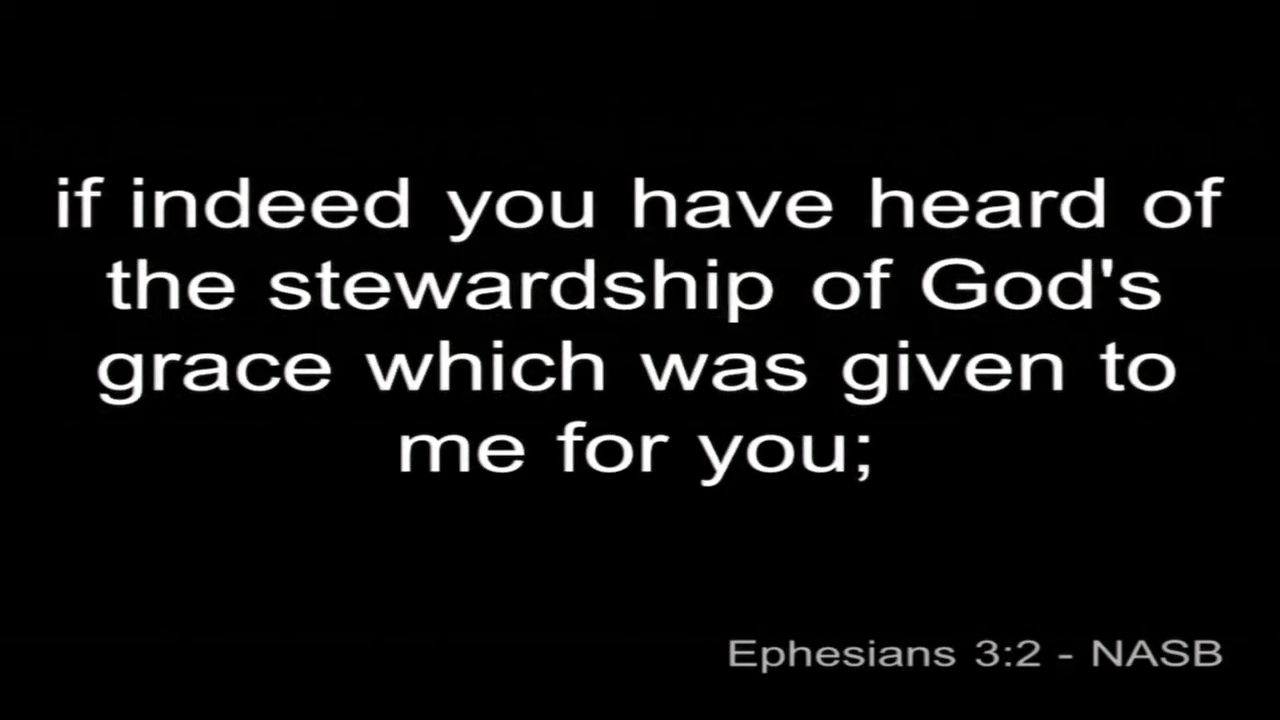 if indeed you have heard of
the stewardship of God's
grace which was given to
me for you;
Ephesians 3:2 - NASB